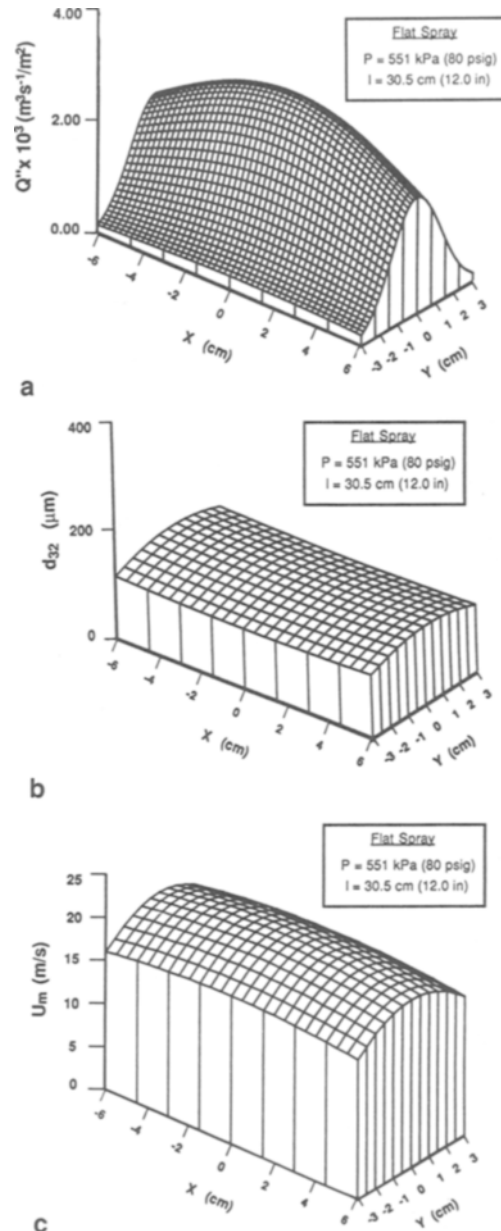 4.00
Flat Spray
P = 551 kPa (80 psig)
l = 30.5 cm (12.0 in)
2.00
Q"x 10³ (m³s⁻¹/m²)
0.00
-6
-4
-2
0
2
4
6
X (cm)
-3
-2
-1
0
1
2
3
Y (cm)
a
400
Flat Spray
P = 551 kPa (80 psig)
l = 30.5 cm (12.0 in)
200
d₃₂ (μm)
0
-6
-4
-2
0
2
4
6
X (cm)
-3
-2
-1
0
1
2
3
Y (cm)
b
Flat Spray
P = 551 kPa (80 psig)
l = 30.5 cm (12.0 in)
25
20
15
10
5
0
Uₘ (m/s)
-6
-4
-2
0
2
4
6
X (cm)
-3
-2
-1
0
1
2
3
Y (cm)
c